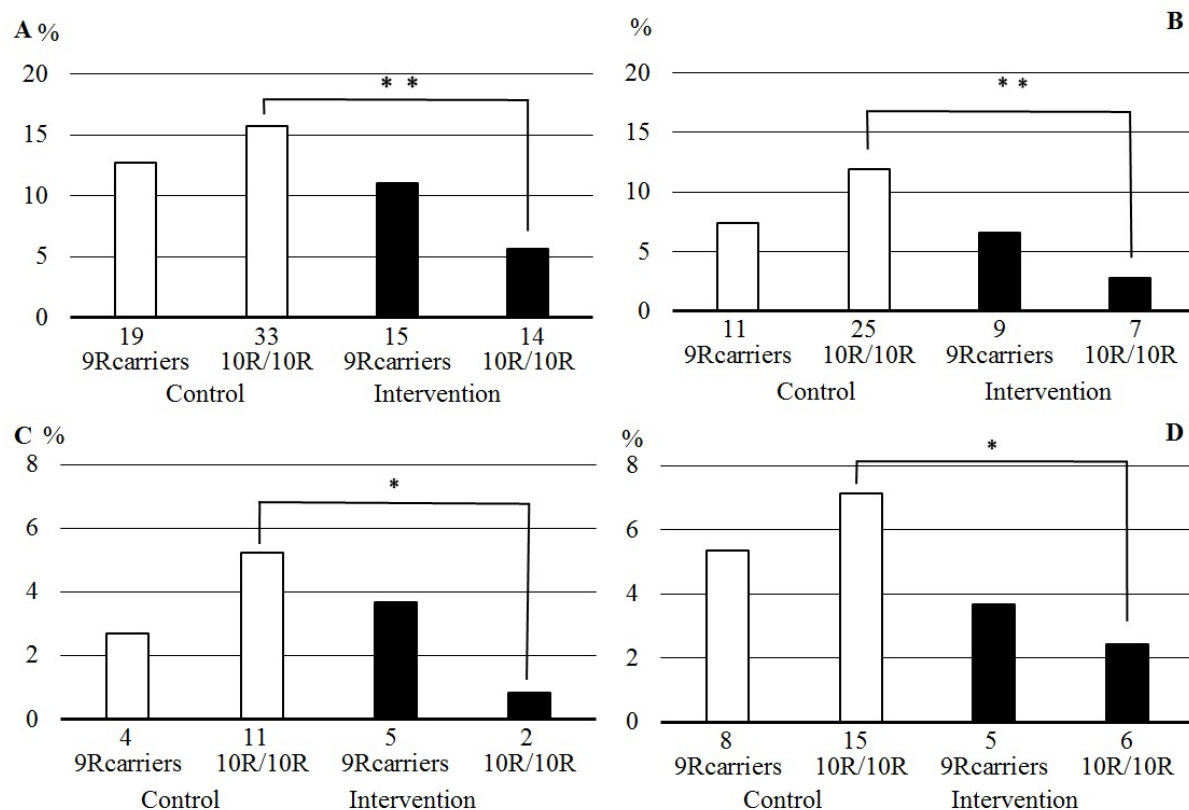 A %
* *
20
15
10
5
0
19 33 15 14
9Rcarriers 10R/10R 9Rcarriers 10R/10R
Control Intervention
% B
* *
20
15
10
5
0
11 25 9 7
9Rcarriers 10R/10R 9Rcarriers 10R/10R
Control Intervention
C %
*
8
6
4
2
0
4 11 5 2
9Rcarriers 10R/10R 9Rcarriers 10R/10R
Control Intervention
% D
*
8
6
4
2
0
8 15 5 6
9Rcarriers 10R/10R 9Rcarriers 10R/10R
Control Intervention